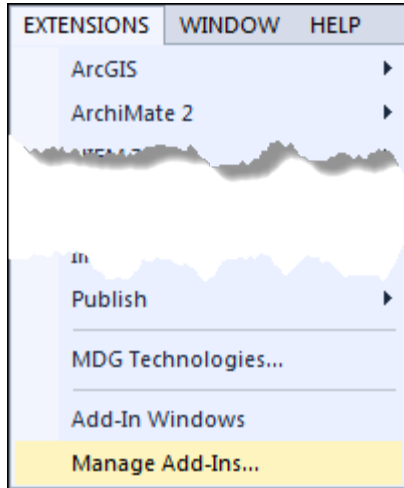 EXTENSIONS WINDOW HELP
ArcGIS
ArchiMate 2
Publish
MDG Technologies...
Add-In Windows
Manage Add-Ins...